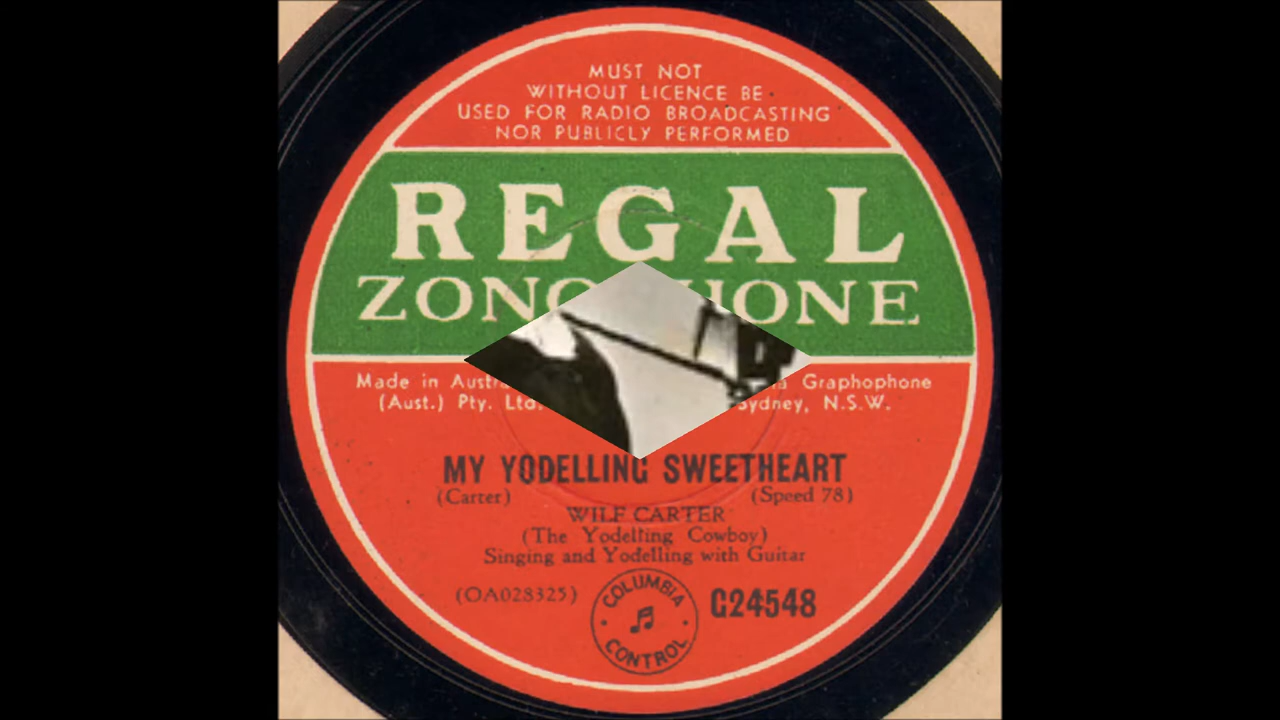 MUST NOT
WITHOUT LICENCE BE
USED FOR RADIO BROADCASTING
NOR PUBLICLY PERFORMED
REGAL
ZONOPHONE
Made in Graphophone
(Aust.) Pty. Ltd. Sydney, N.S.W.
MY YODELLING SWEETHEART
(Carter) (Speed 78)
WILF CARTER
(The Yodelling Cowboy)
Singing and Yodelling with Guitar
(OA028325) G24548
COLUMBIA
CONTROL